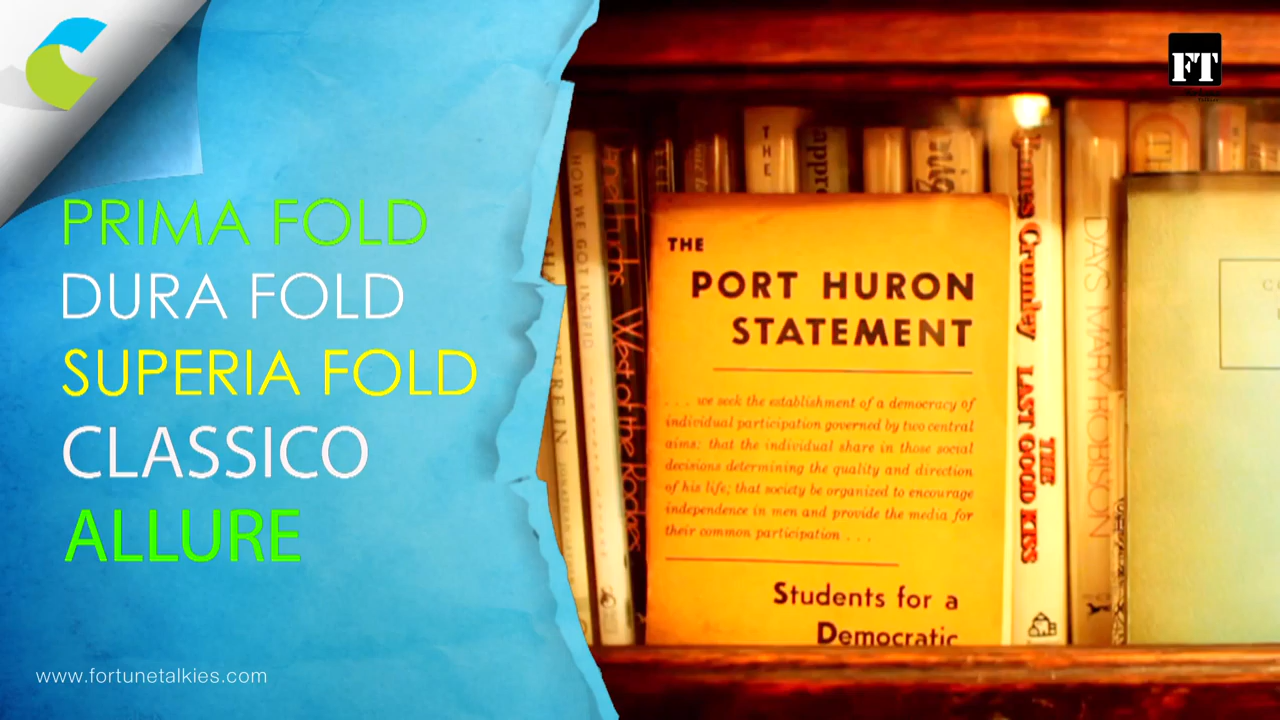 PRIMA FOLD
DURA FOLD
SUPERIA FOLD
CLASSICO
ALLURE
www.fortunetalkies.com
FT
THE
PORT HURON
STATEMENT
. . . we seek the establishment of a democracy of
individual participation governed by two central
aims: that the individual share in those social
decisions determining the quality and direction
of his life; that society be organized to encourage
independence in men and provide the media for
their common participation . . .
Students for a
Democratic
HOW WE GOT INSIPID
West of the Rockies
THE
James Crumley
THE
LAST GOOD KISS
DAYS MARY ROBISON